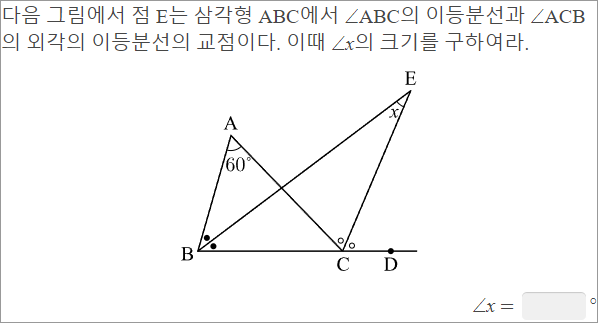 다음 그림에서 점 E는 삼각형 ABC에서 ∠ABC의 이등분선과 ∠ACB
의 외각의 이등분선의 교점이다. 이때 ∠x의 크기를 구하여라.
E
x
A
60°
B
C
D
∠x = °